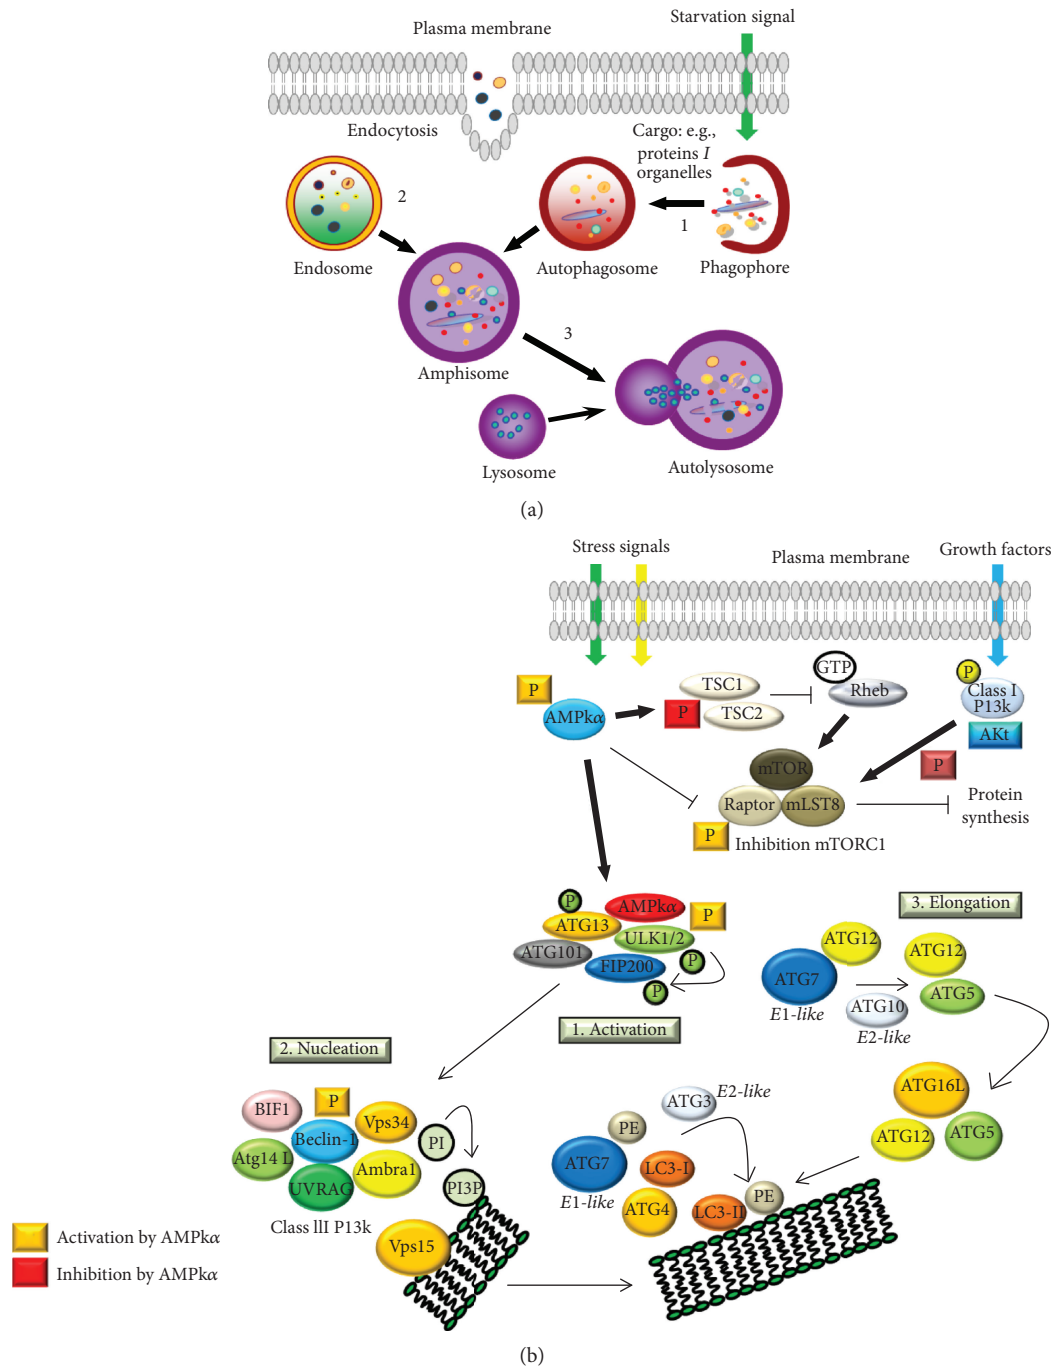 Starvation signal
Plasma membrane
Endocytosis
Cargo: e.g.,
proteins I
organelles
2
1
Endosome
Autophagosome
Phagophore
3
Amphisome
Lysosome
Autolysosome
(a)
Stress signals
Plasma membrane
Growth factors
P
AMPkα
P
TSC1
TSC2
GTP
Rheb
P
Class I
P13k
AKt
P
mTOR
Raptor
mLST8
P
Inhibition mTORC1
Protein
synthesis
3. Elongation
P
AMPkα
P
ATG13
ULK1/2
ATG101
FIP200
P
P
1. Activation
ATG12
ATG7
E1-like
ATG10
E2-like
ATG12
ATG5
2. Nucleation
BIF1
P
Vps34
Beclin-1
Atg14 L
Ambra1
UVRAG
Class llI P13k
PI
PI3P
Vps15
ATG3
E2-like
PE
ATG7
E1-like
LC3-I
ATG4
LC3-II
PE
ATG16L
ATG12
ATG5
Activation by AMPkα
Inhibition by AMPkα
(b)